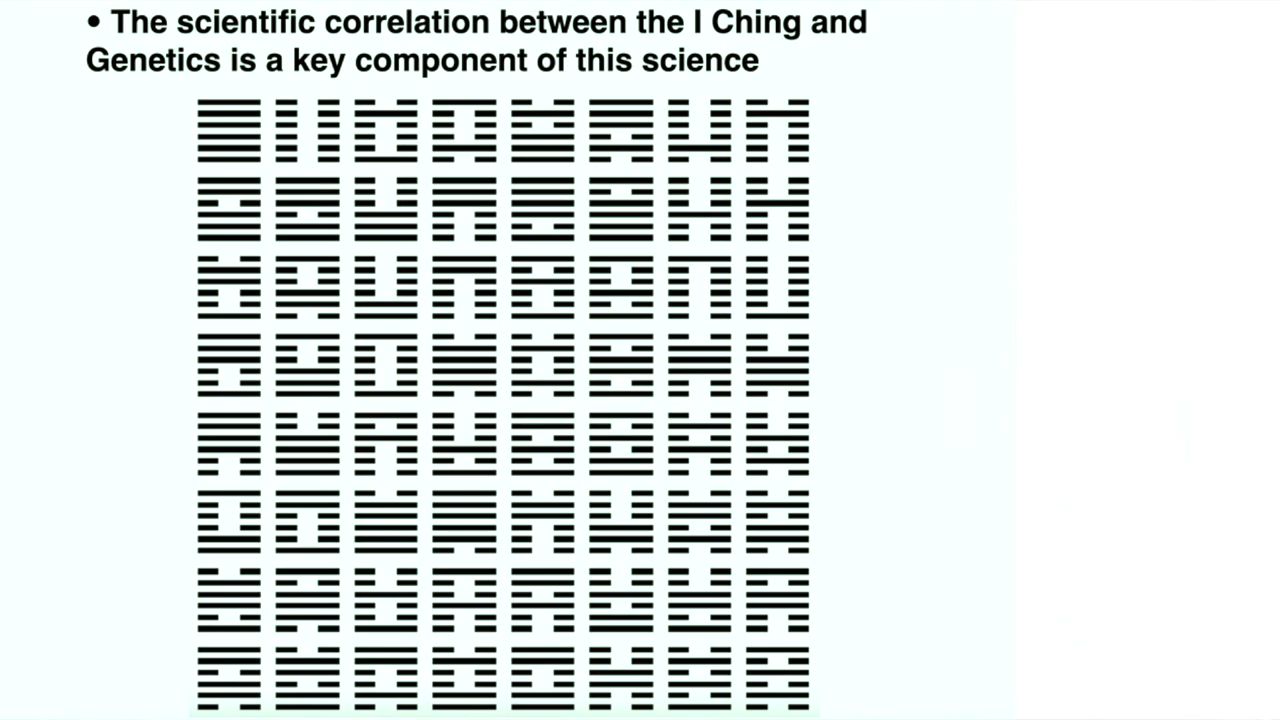 • The scientific correlation between the I Ching and
Genetics is a key component of this science